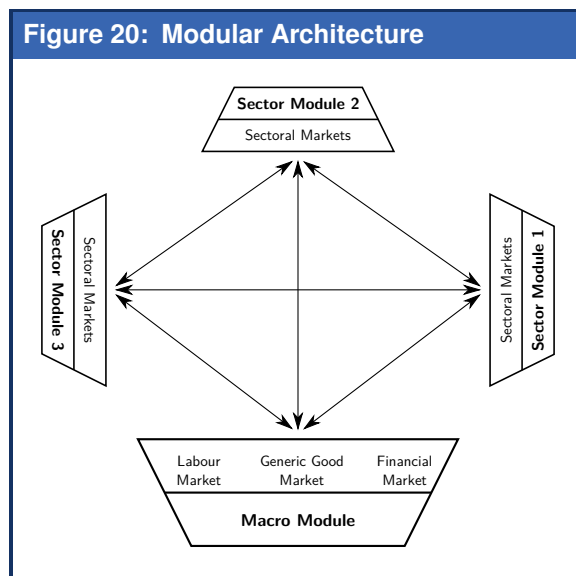 Figure 20: Modular Architecture
Sector Module 2
Sectoral Markets
Sector Module 3
Sectoral Markets
Sectoral Markets
Sector Module 1
Labour
Market
Generic Good
Market
Financial
Market
Macro Module